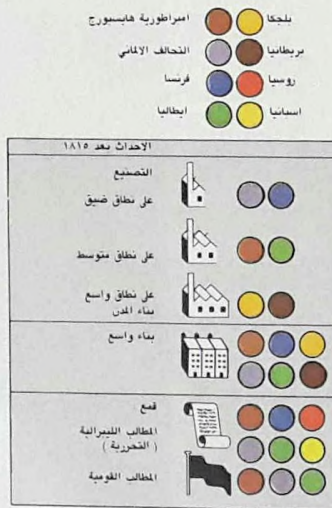 بلجكا امبراطورية هابسبورج
بريطانيا التحالف الالماني
روسيا فرنسا
اسبانيا ايطاليا
الاحداث بعد ١٨١٥
التصنيع
على نطاق ضيق
على نطاق متوسط
على نطاق واسع
بناء المدن
بناء واسع
قمع
المطالب الليبرالية
( التحررية )
المطالب القومية